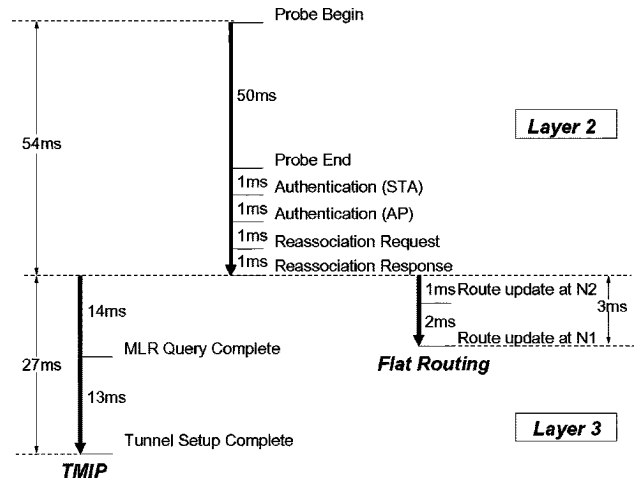 Probe Begin
50ms
Layer 2
54ms
Probe End
1ms Authentication (STA)
1ms Authentication (AP)
1ms Reassociation Request
1ms Reassociation Response
1ms Route update at N2
3ms
14ms
2ms
Route update at N1
MLR Query Complete
Flat Routing
27ms
13ms
Layer 3
Tunnel Setup Complete
TMIP